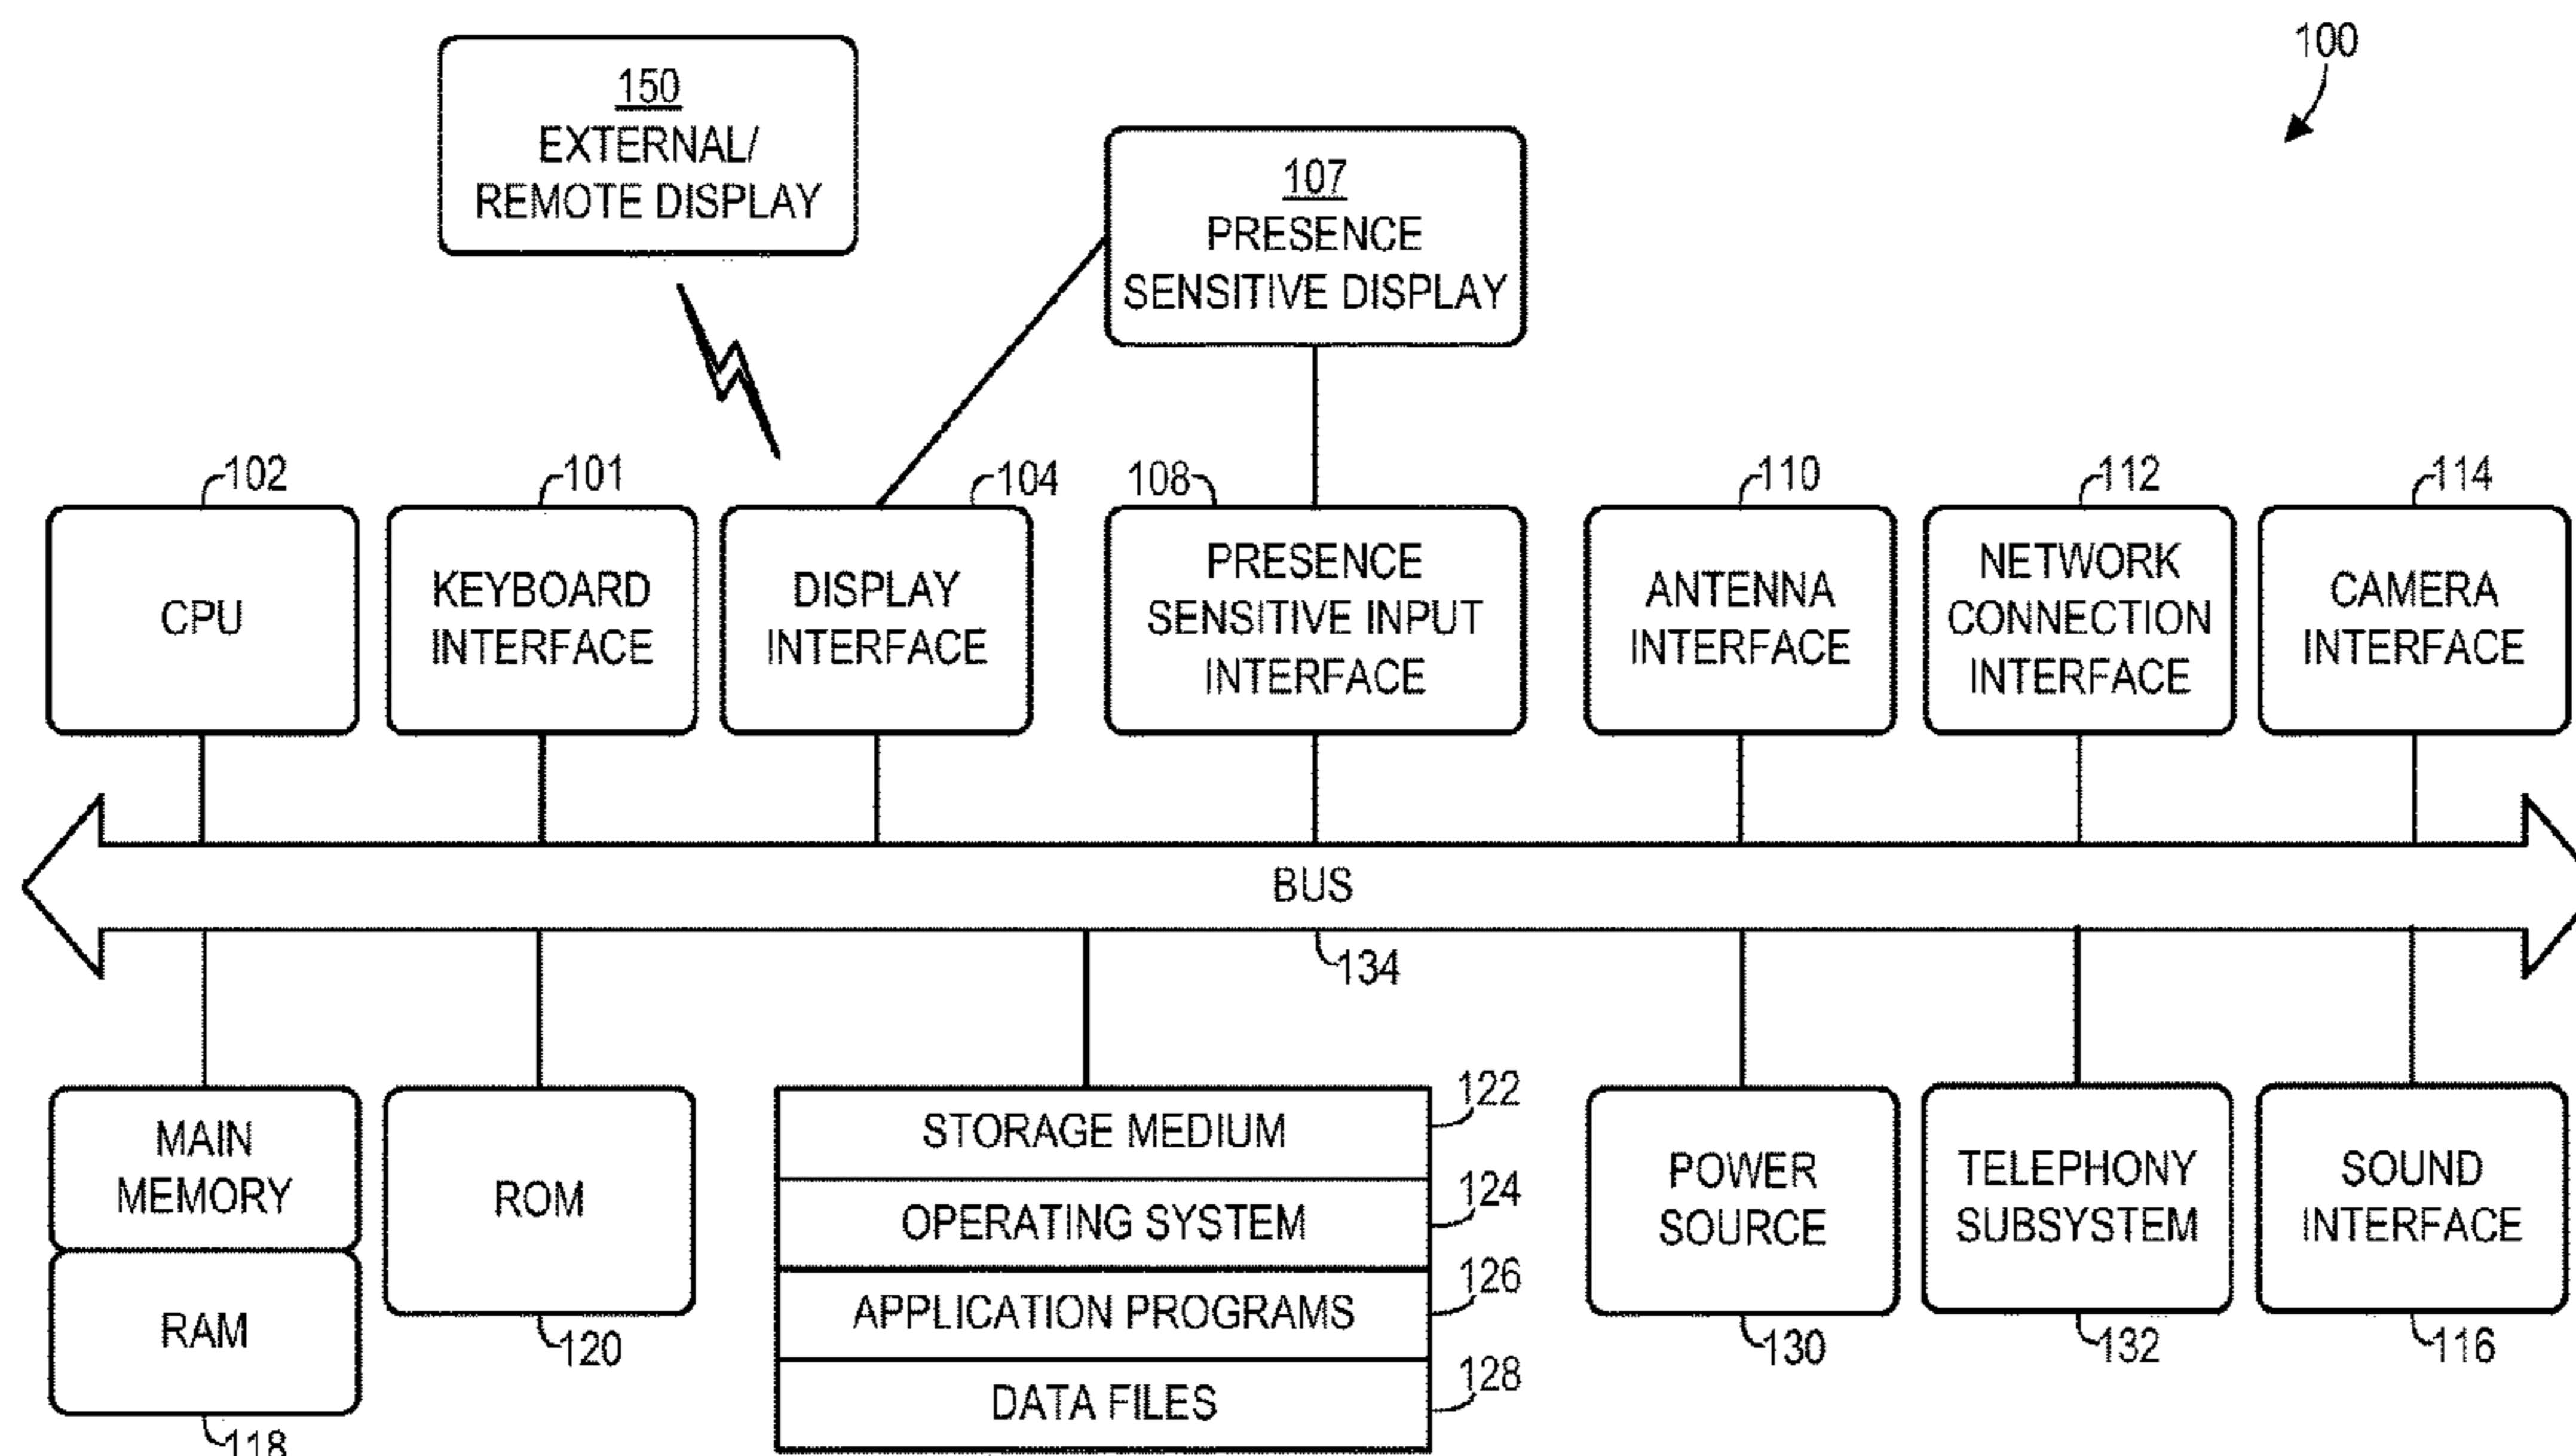 100
150
EXTERNAL/
REMOTE DISPLAY
107
PRESENCE
SENSITIVE DISPLAY
102
CPU
101
KEYBOARD
INTERFACE
104
DISPLAY
INTERFACE
108
PRESENCE
SENSITIVE INPUT
INTERFACE
110
ANTENNA
INTERFACE
112
NETWORK
CONNECTION
INTERFACE
114
CAMERA
INTERFACE
BUS
134
MAIN
MEMORY
RAM
118
ROM
120
STORAGE MEDIUM
122
OPERATING SYSTEM
124
APPLICATION PROGRAMS
126
DATA FILES
128
POWER
SOURCE
130
TELEPHONY
SUBSYSTEM
132
SOUND
INTERFACE
116